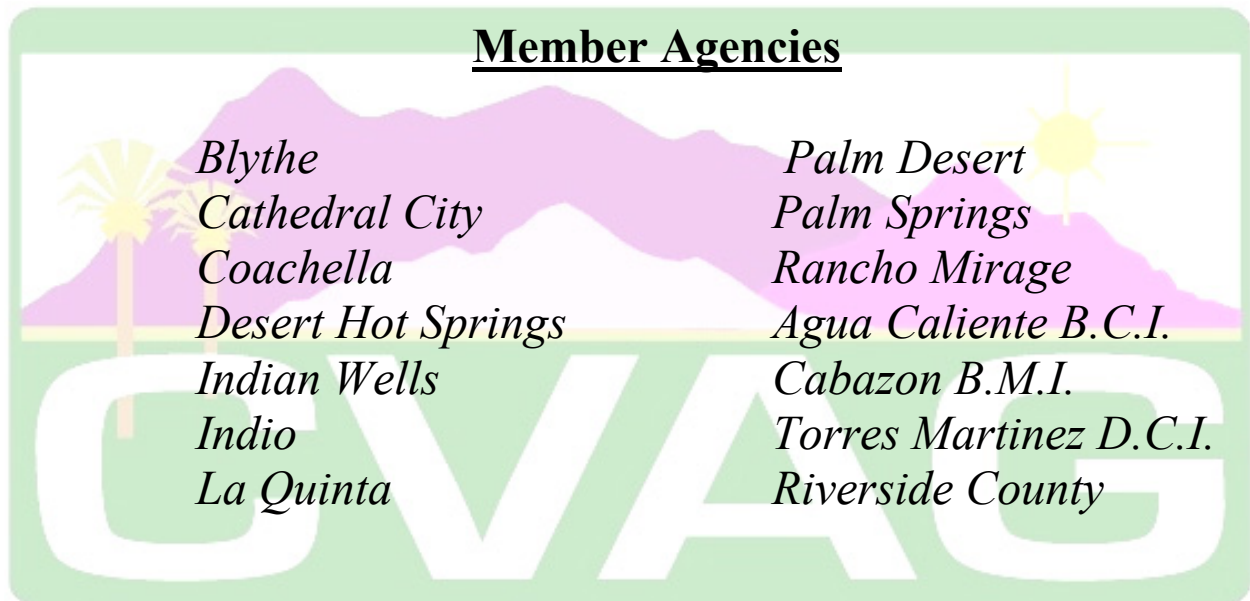 Member Agencies
Blythe
Cathedral City
Coachella
Desert Hot Springs
Indian Wells
Indio
La Quinta
Palm Desert
Palm Springs
Rancho Mirage
Agua Caliente B.C.I.
Cabazon B.M.I.
Torres Martinez D.C.I.
Riverside County
CVAG